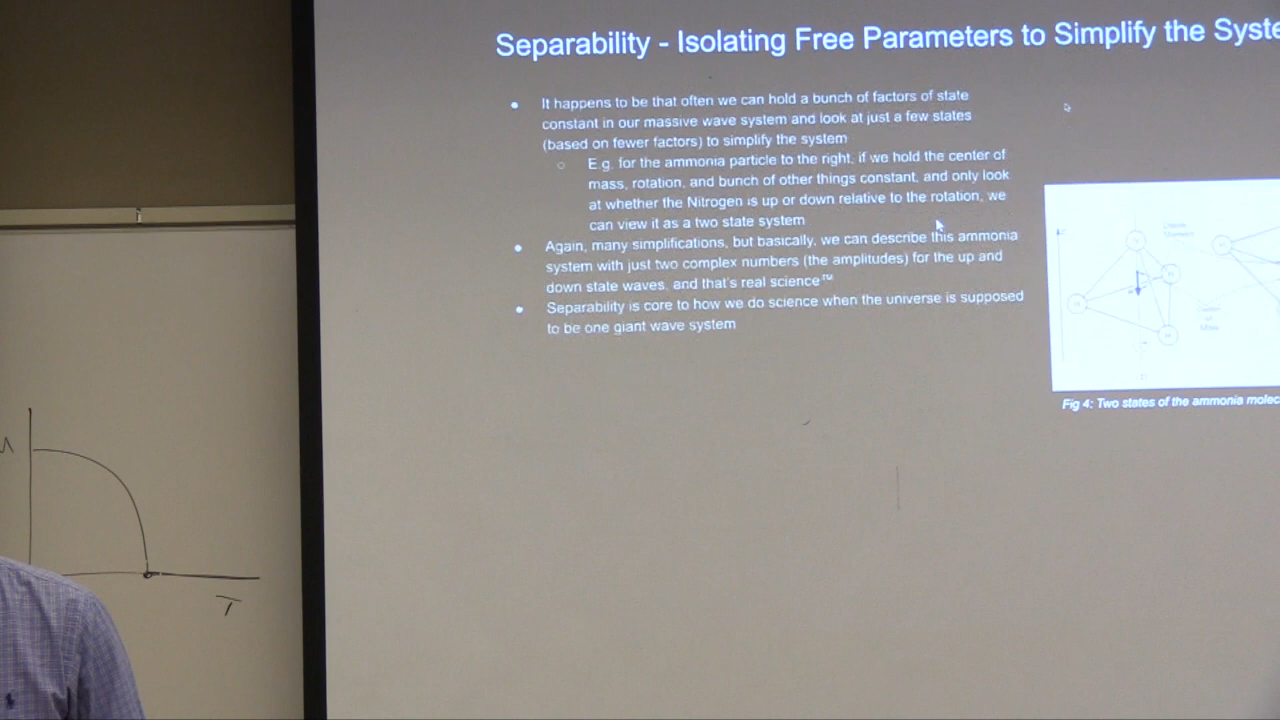 Separability - Isolating Free Parameters to Simplify the Syste
It happens to be that often we can hold a bunch of factors of state
constant in our massive wave system and look at just a few states
(based on fewer factors) to simplify the system
E.g. for the ammonia particle to the right, if we hold the center of
mass, rotation, and bunch of other things constant, and only look
at whether the Nitrogen is up or down relative to the rotation, we
can view it as a two state system
Again, many simplifications, but basically, we can describe this ammonia
system with just two complex numbers (the amplitudes) for the up and
down state waves, and that's real science™
Separability is core to how we do science when the universe is supposed
to be one giant wave system
Center
of
Mass
Fig 4: Two states of the ammonia molec
T